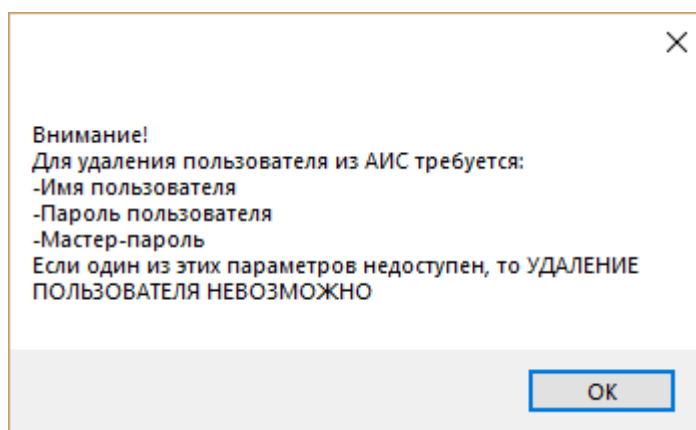 Внимание!
Для удаления пользователя из АИС требуется:
-Имя пользователя
-Пароль пользователя
-Мастер-пароль
Если один из этих параметров недоступен, то УДАЛЕНИЕ
ПОЛЬЗОВАТЕЛЯ НЕВОЗМОЖНО
ОК